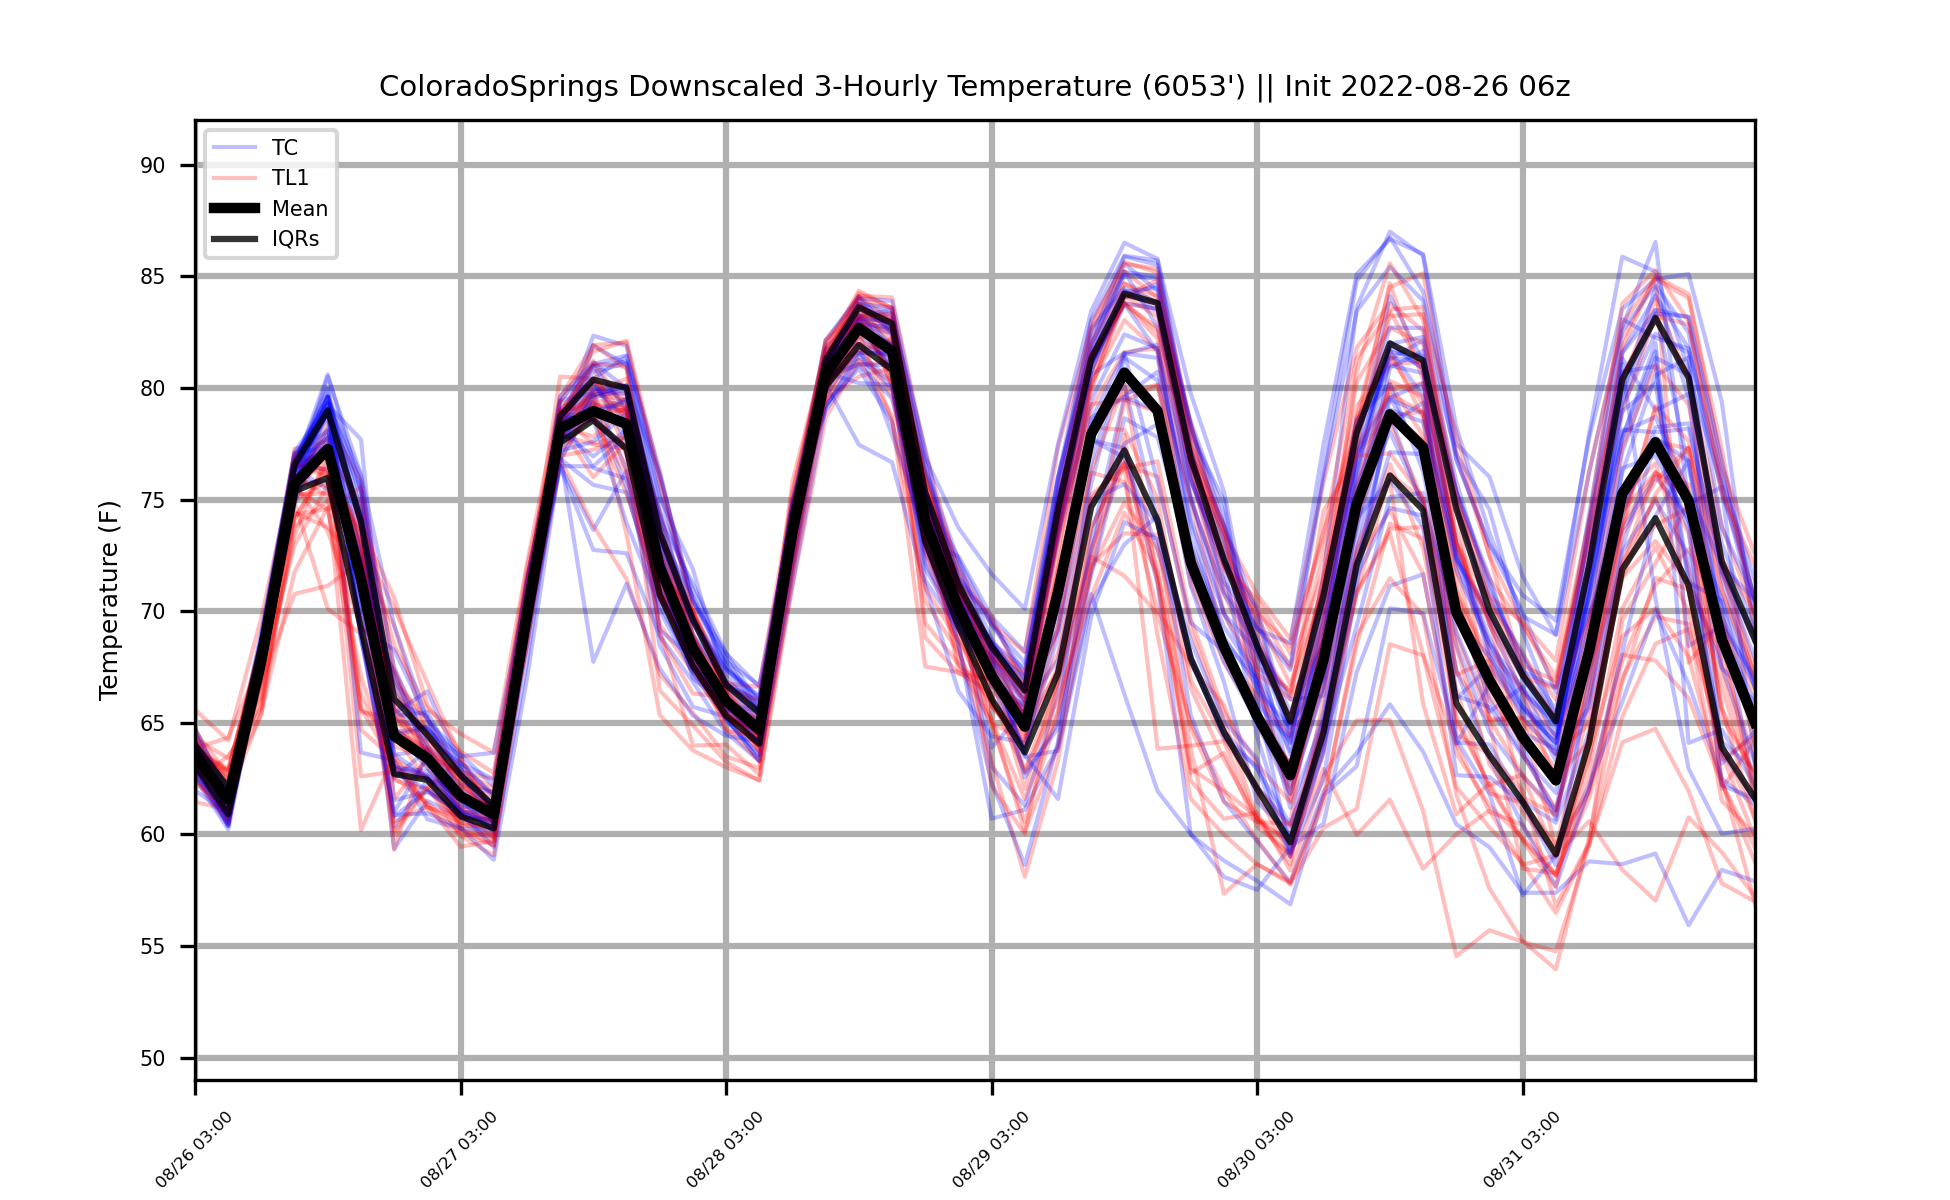 ColoradoSprings Downscaled 3-Hourly Temperature (6053') || Init 2022-08-26 06z
TC
TL1
Mean
IQRs
Temperature (F)
90
85
80
75
70
65
60
55
50
08/26 03:00
08/27 03:00
08/28 03:00
08/29 03:00
08/30 03:00
08/31 03:00